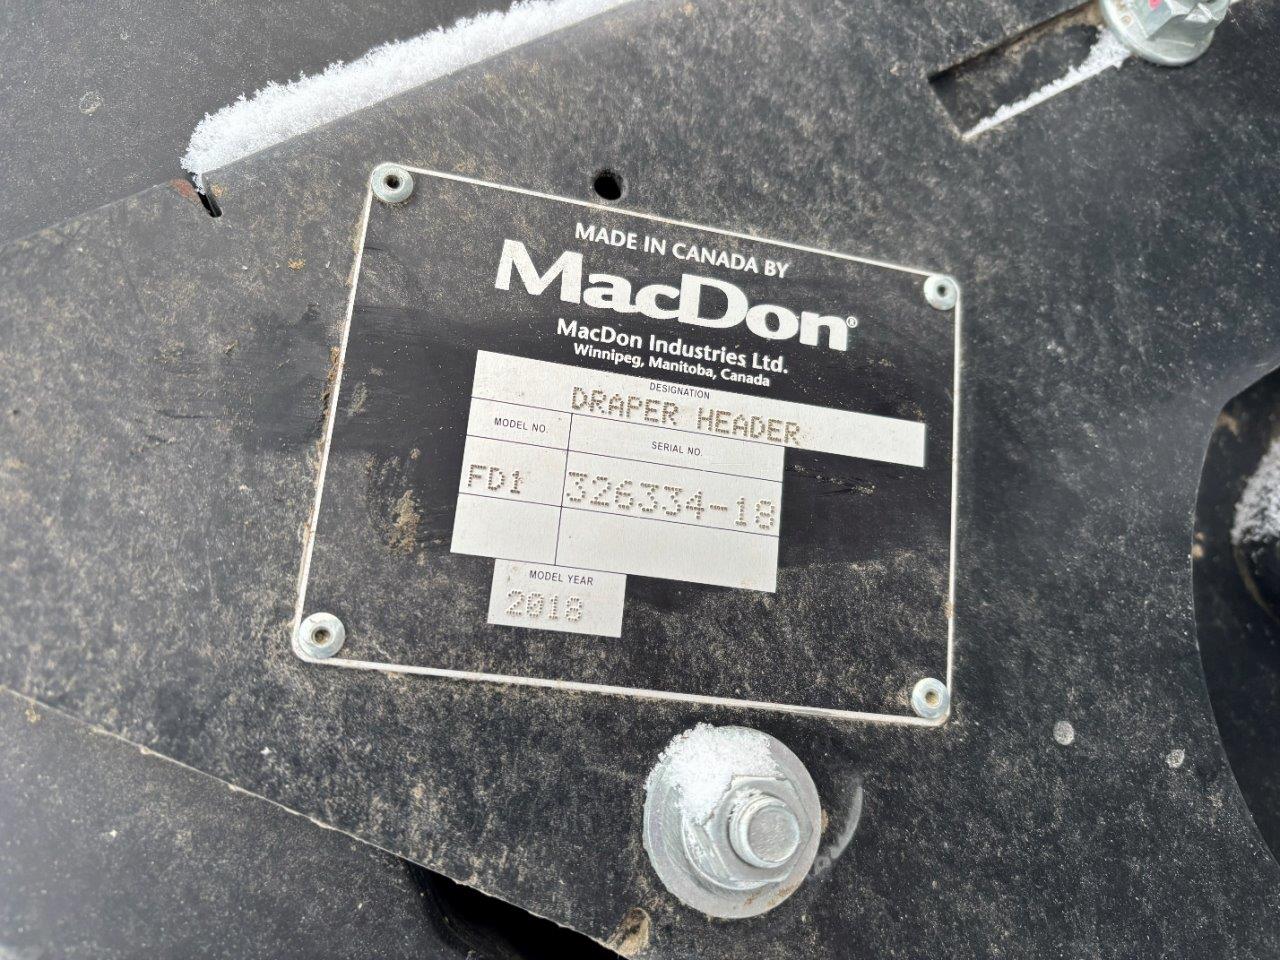 MADE IN CANADA BY
MacDon®
MacDon Industries Ltd.
Winnipeg, Manitoba, Canada
DESIGNATION
DRAPER HEADER
MODEL NO. SERIAL NO.
FD1 326334-18
MODEL YEAR
2018